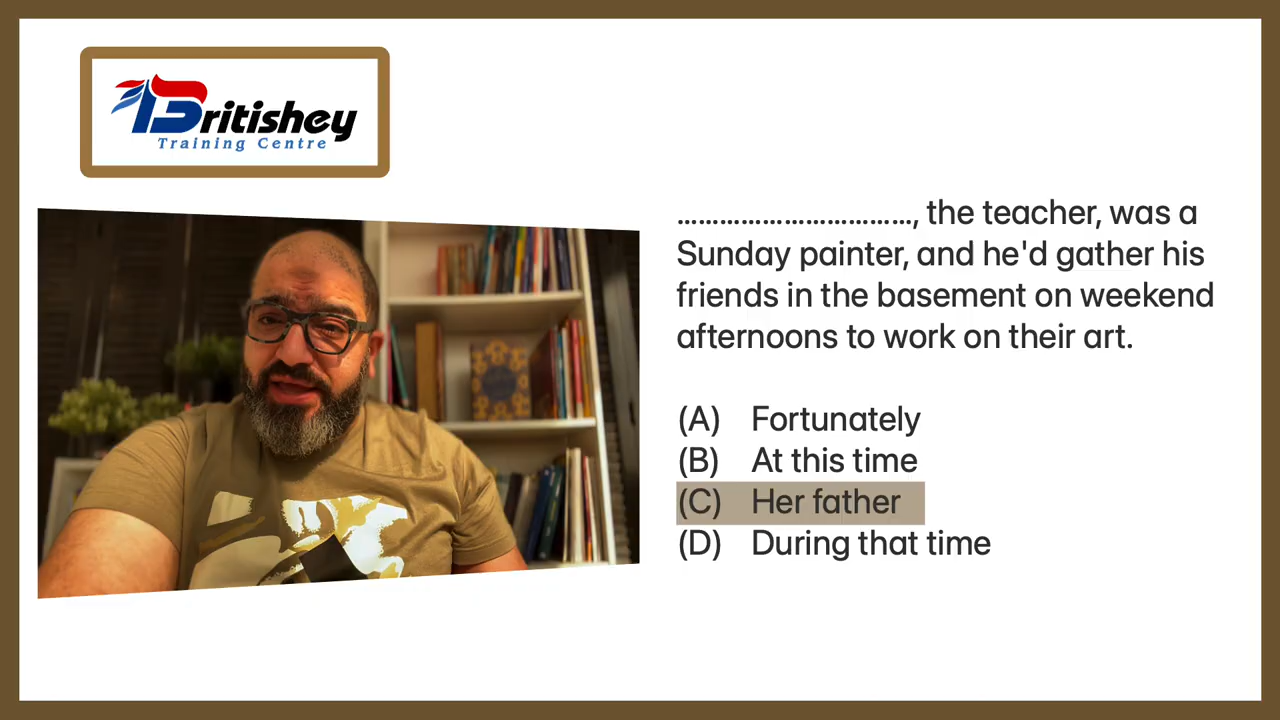 Britishey
Training Centre
................................., the teacher, was a
Sunday painter, and he'd gather his
friends in the basement on weekend
afternoons to work on their art.
(A) Fortunately
(B) At this time
(C) Her father
(D) During that time